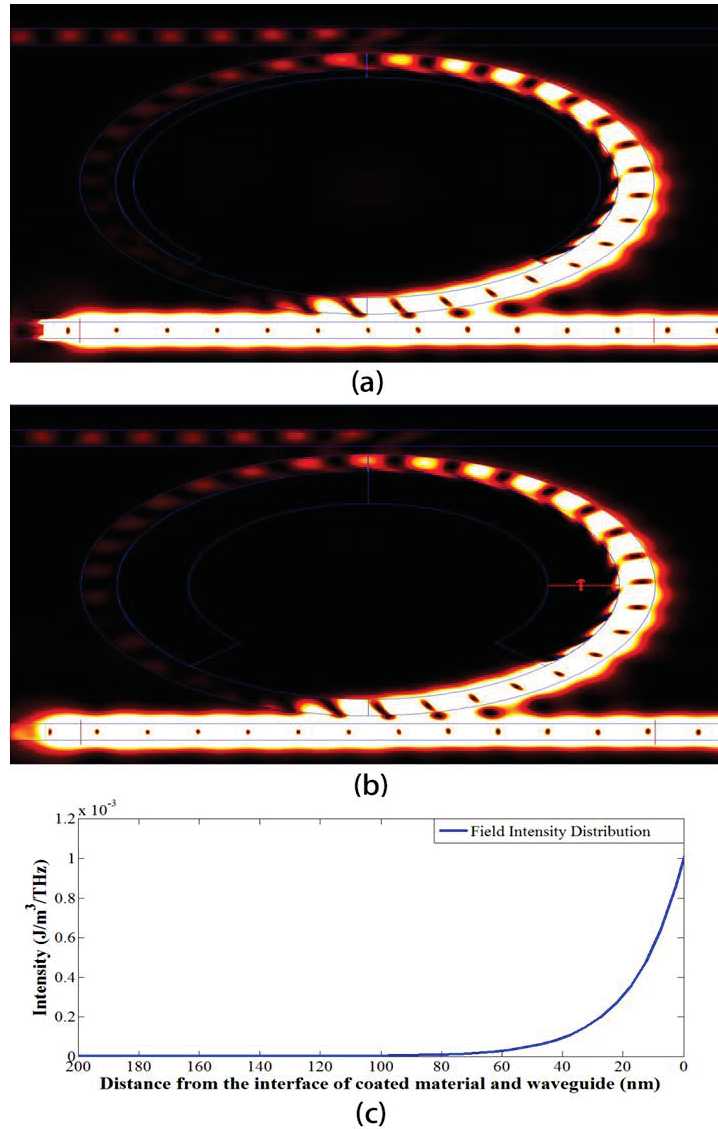 (a)
(b)
x 10⁻³
1.2
Field Intensity Distribution
1
0.8
0.6
0.4
0.2
0
Intensity (J/m³/THz)
200 180 160 140 120 100 80 60 40 20 0
Distance from the interface of coated material and waveguide (nm)
(c)